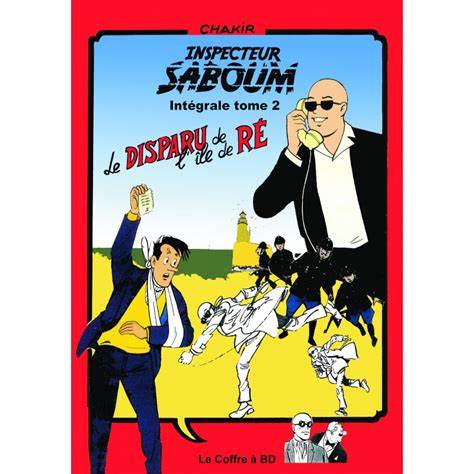 CHAKIR
INSPECTEUR
SABOUM
Intégrale tome 2
Le DISPARU de
l'île de RÉ
Le Coffre à BD